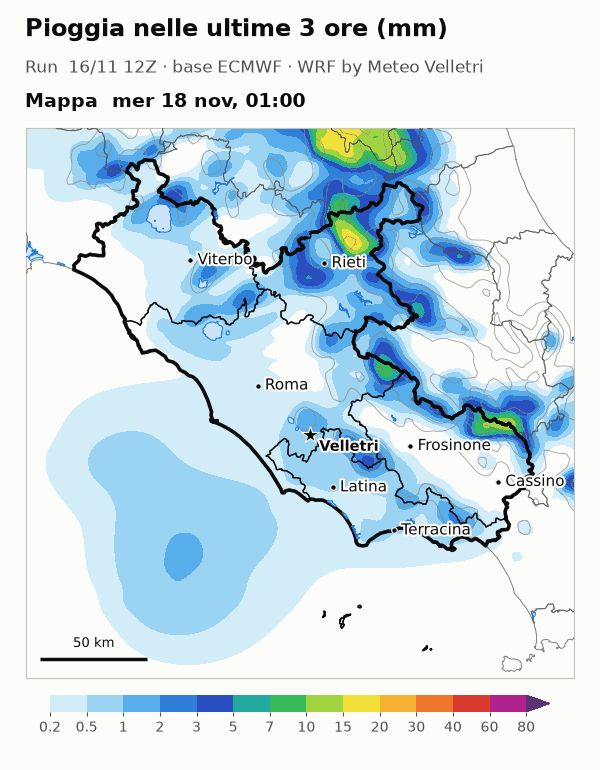 Pioggia nelle ultime 3 ore (mm)
Run  16/11 12Z · base ECMWF · WRF by Meteo Velletri
Mappa  mer 18 nov, 01:00
Viterbo
Rieti
Roma
Velletri
Frosinone
Cassino
Latina
Terracina
50 km
0.2 0.5 1 2 3 5 7 10 15 20 30 40 60 80